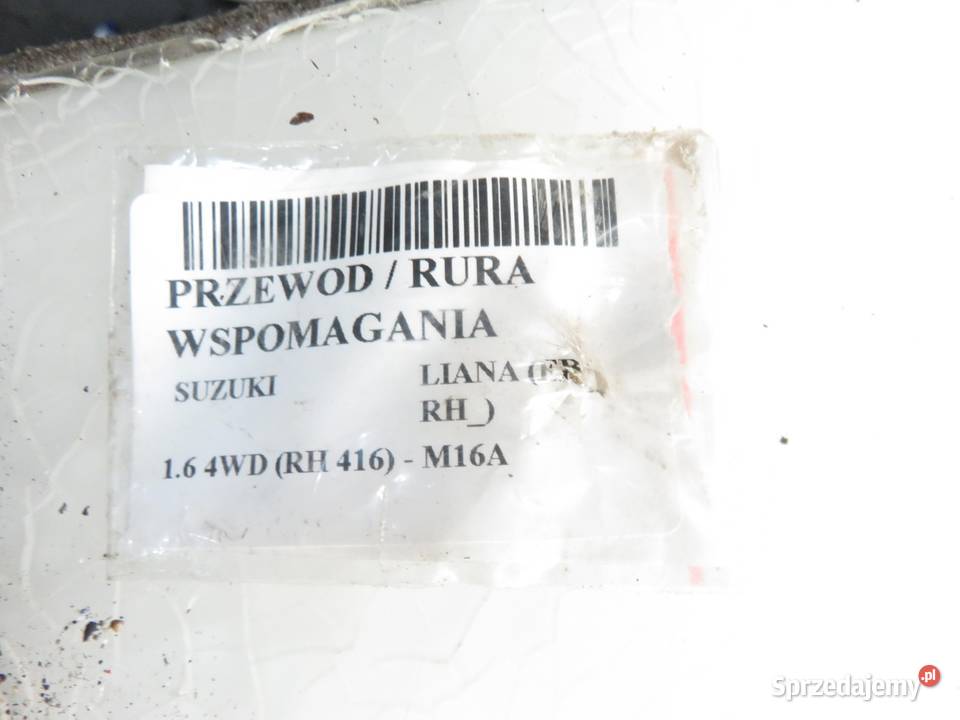 PRZEWOD / RURA
WSPOMAGANIA
SUZUKI LIANA
RH_)
1.6 4WD (RH 416) - M16A
Sprzedajemy.pl